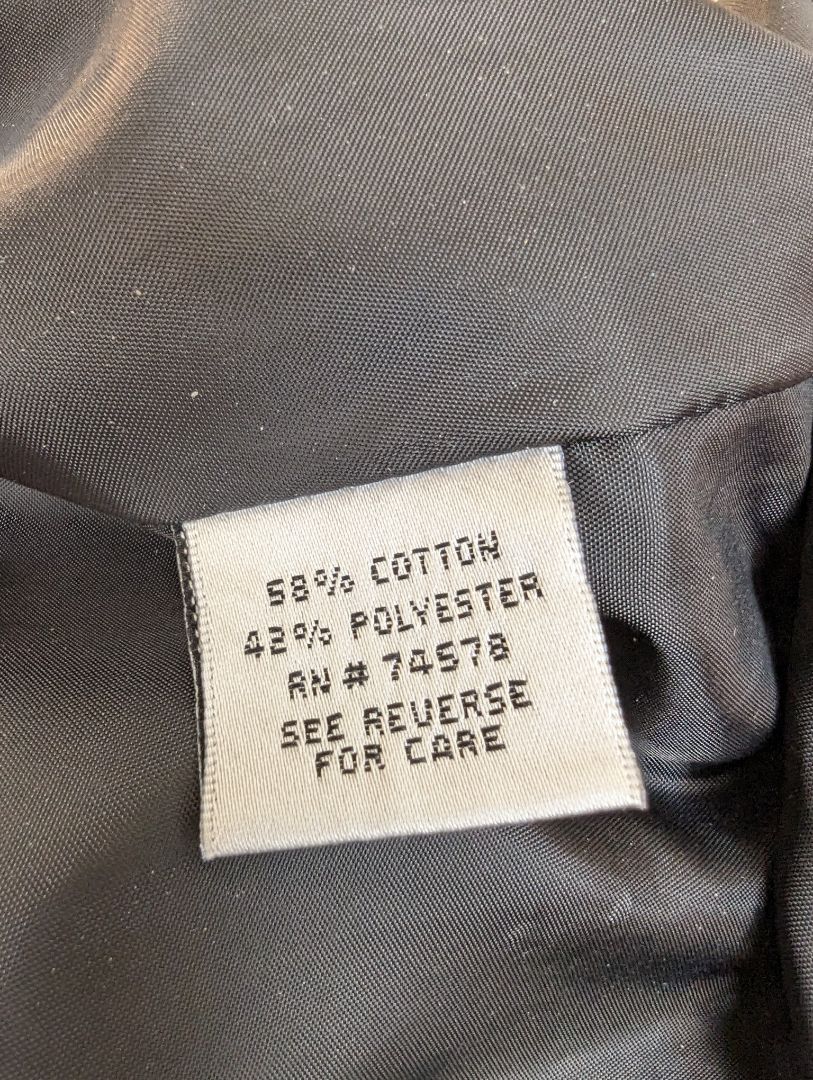 58% COTTON
42% POLYESTER
RN # 74578
SEE REVERSE
FOR CARE